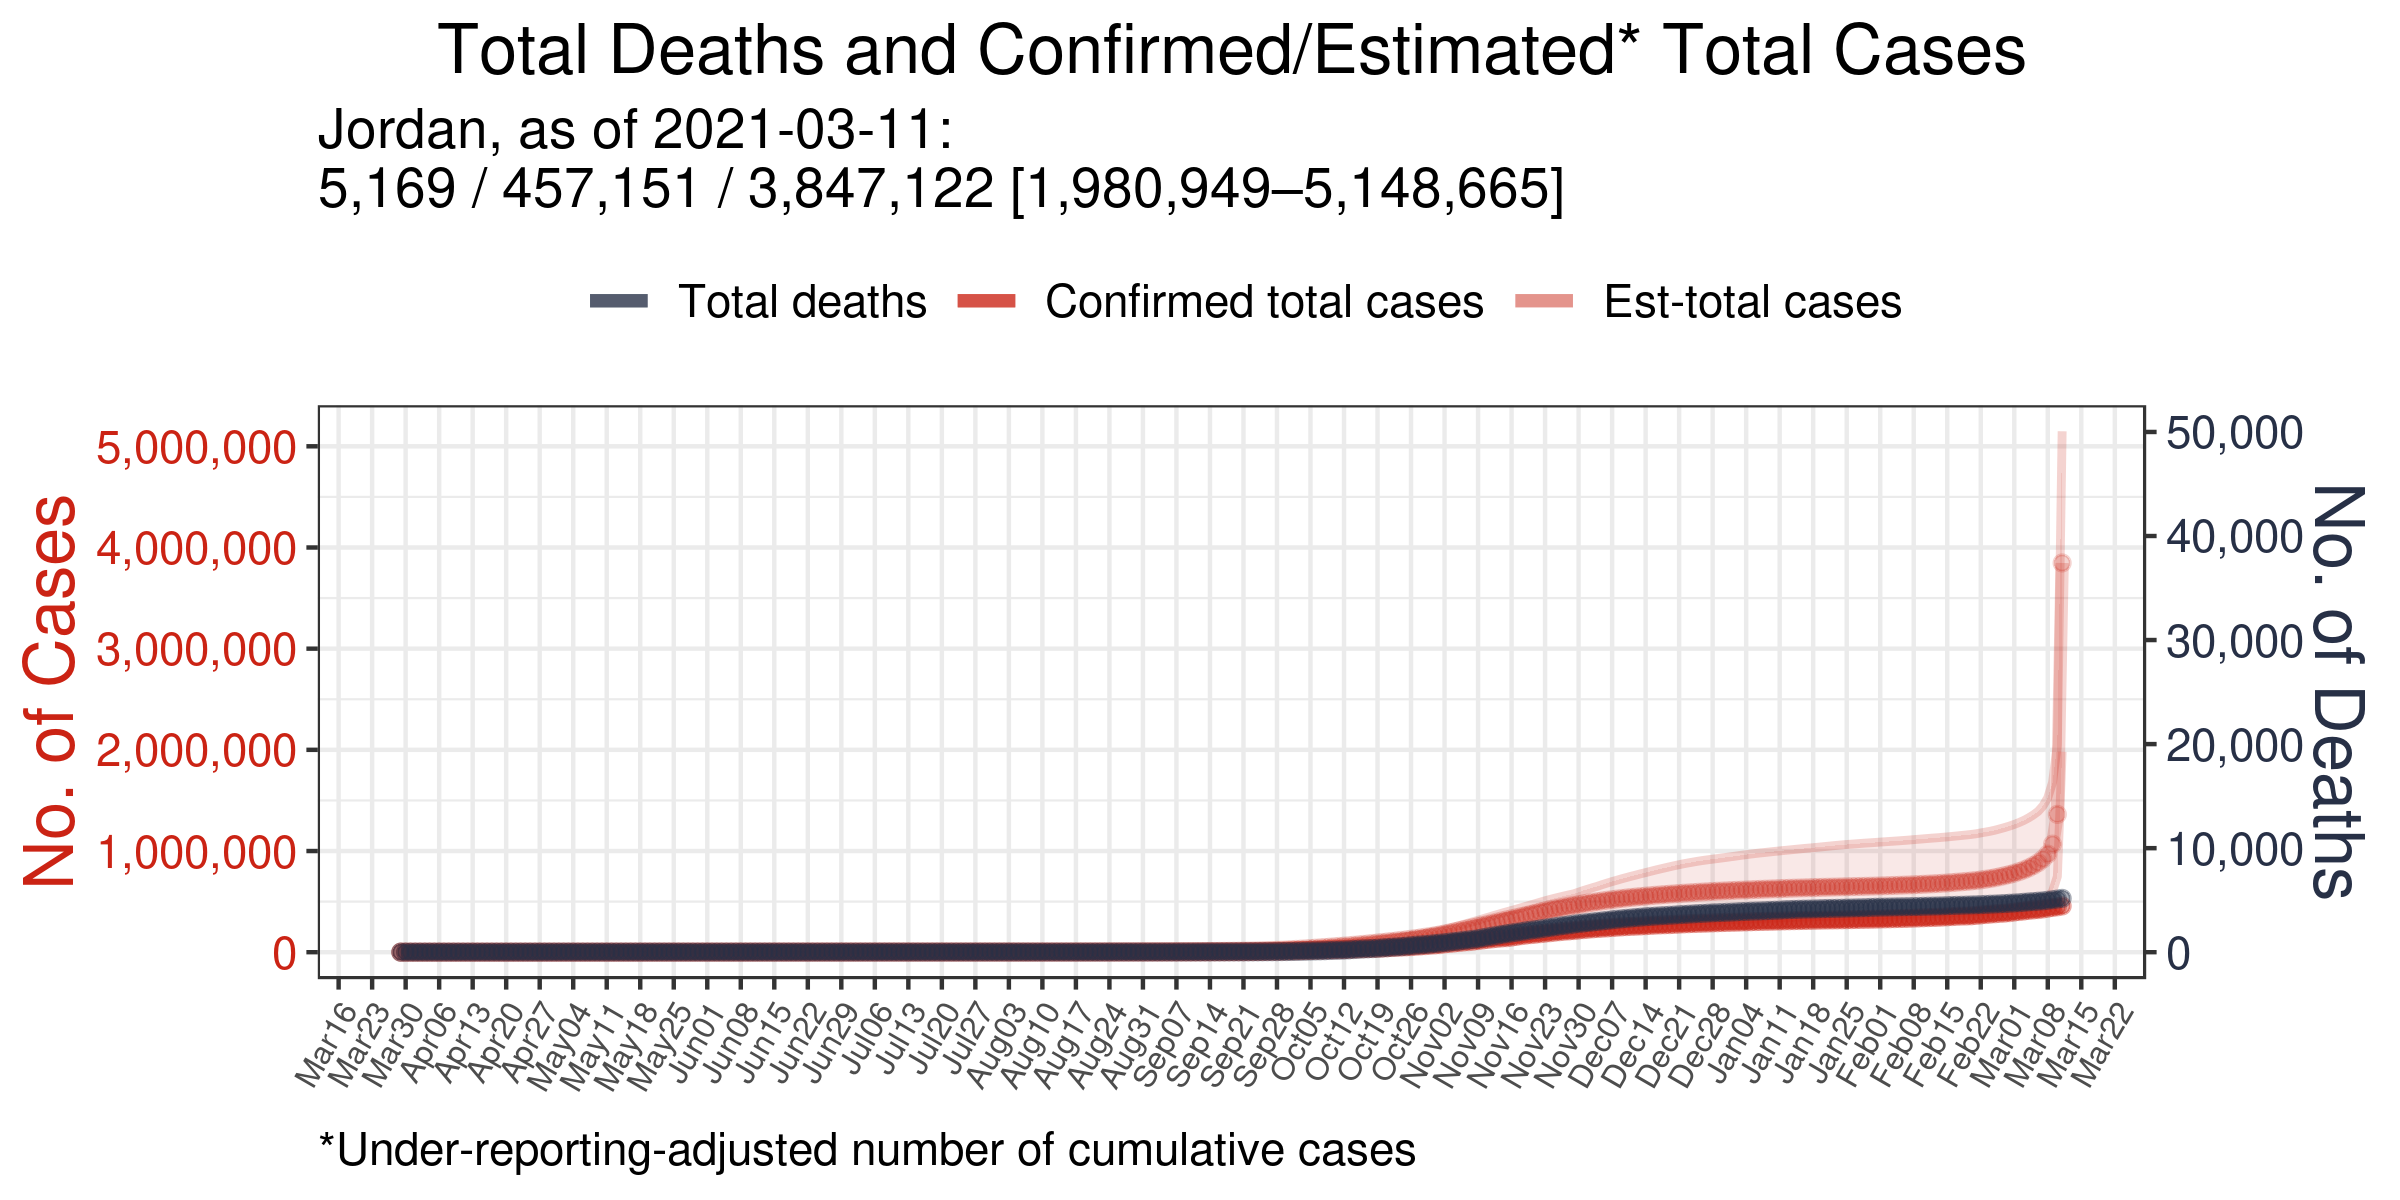 Total Deaths and Confirmed/Estimated* Total Cases
Jordan, as of 2021-03-11:
5,169 / 457,151 / 3,847,122 [1,980,949–5,148,665]
Total deaths
Confirmed total cases
Est-total cases
No. of Cases
5,000,000
4,000,000
3,000,000
2,000,000
1,000,000
0
50,000
40,000
30,000
20,000
10,000
0
No. of Deaths
Mar16
Mar23
Mar30
Apr06
Apr13
Apr20
Apr27
May04
May11
May18
May25
Jun01
Jun08
Jun15
Jun22
Jun29
Jul06
Jul13
Jul20
Jul27
Aug03
Aug10
Aug17
Aug24
Aug31
Sep07
Sep14
Sep21
Sep28
Oct05
Oct12
Oct19
Oct26
Nov02
Nov09
Nov16
Nov23
Nov30
Dec07
Dec14
Dec21
Dec28
Jan04
Jan11
Jan18
Jan25
Feb01
Feb08
Feb15
Feb22
Mar01
Mar08
Mar15
Mar22
*Under-reporting-adjusted number of cumulative cases